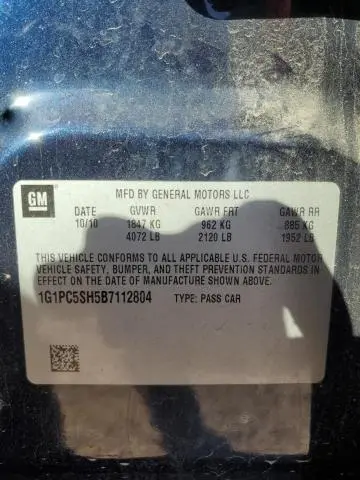 GM
MFD BY GENERAL MOTORS LLC
DATE GVWR GAWR FRT GAWR RR
10/10 1847 KG 962 KG 885 KG
4072 LB 2120 LB 1952 LB
THIS VEHICLE CONFORMS TO ALL APPLICABLE U.S. FEDERAL MOTOR
VEHICLE SAFETY, BUMPER, AND THEFT PREVENTION STANDARDS
IN EFFECT ON THE DATE OF MANUFACTURE SHOWN ABOVE.
1G1PC5SH5B7112804 TYPE: PASS CAR